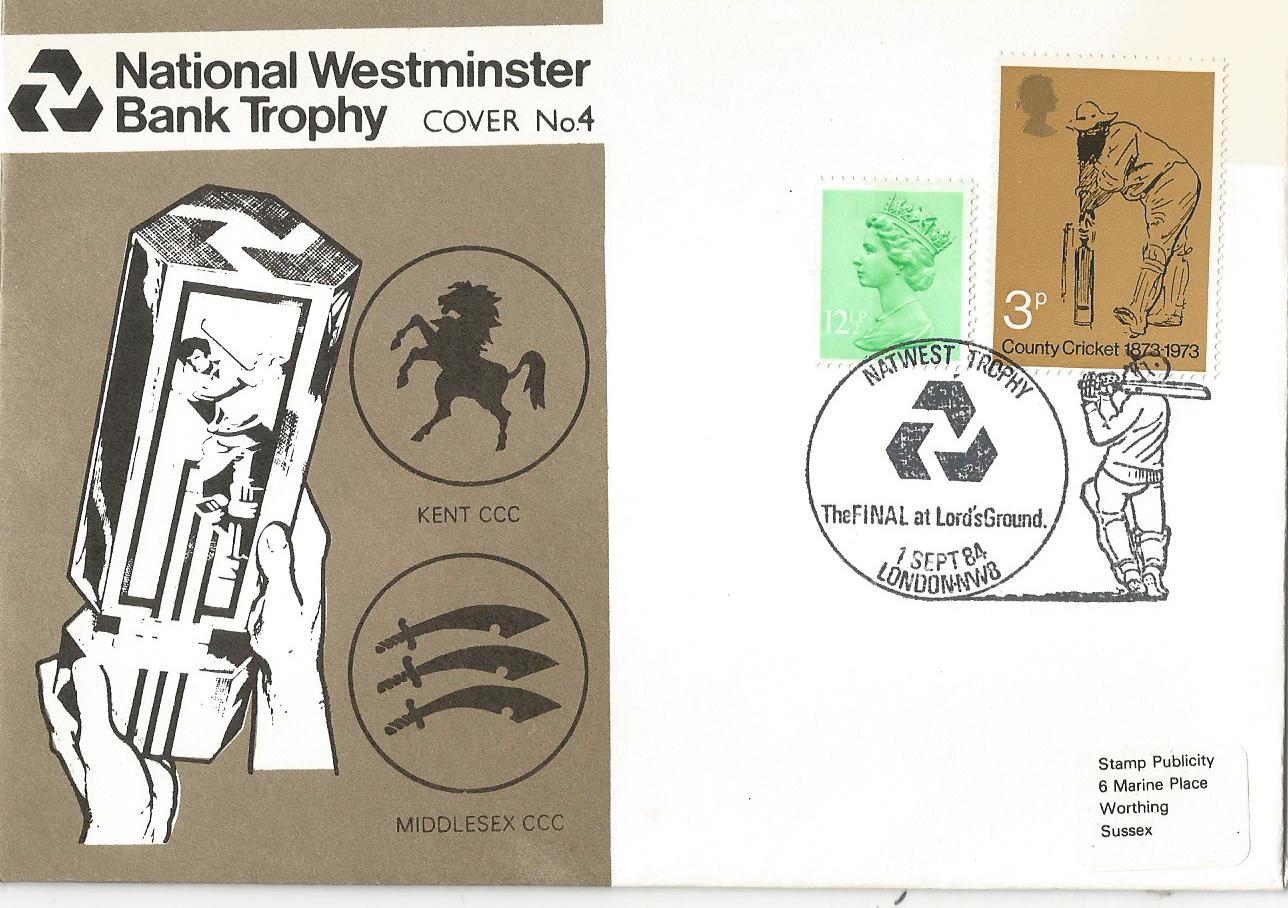 National Westminster
Bank Trophy COVER No.4
KENT CCC
MIDDLESEX CCC
12½P
3P
County Cricket 1873-1973
NATWEST TROPHY
The FINAL at Lord's Ground.
1 SEPT 84
LONDON·NW8
Stamp Publicity
6 Marine Place
Worthing
Sussex